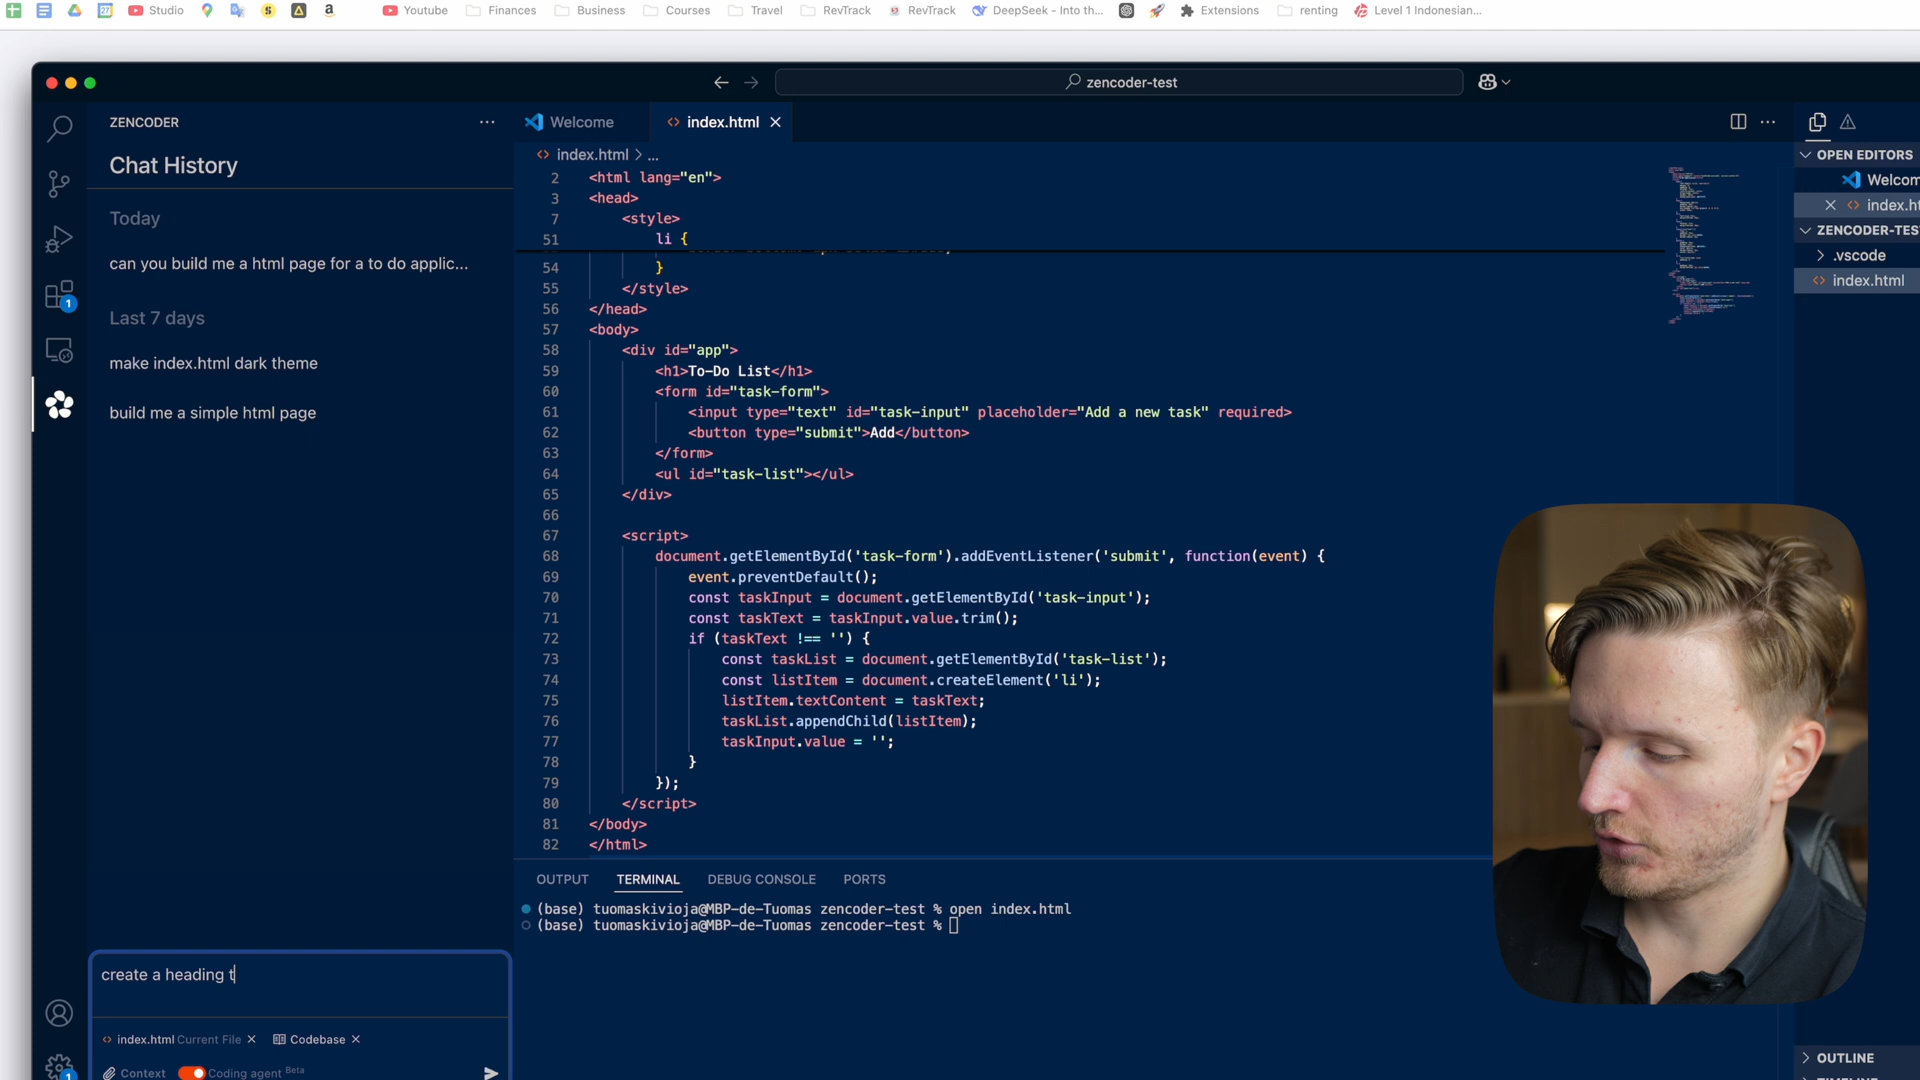 Studio
Youtube
Finances
Business
Courses
Travel
RevTrack
RevTrack
DeepSeek - Into th...
Extensions
renting
Level 1 Indonesian...
zencoder-test
ZENCODER
Chat History
Today
can you build me a html page for a to do applic...
Last 7 days
make index.html dark theme
build me a simple html page
1
Welcome
index.html
index.html > ...
2 <html lang="en">
3 <head>
7 <style>
51 li {
54 }
55 </style>
56 </head>
57 <body>
58 <div id="app">
59 <h1>To-Do List</h1>
60 <form id="task-form">
61 <input type="text" id="task-input" placeholder="Add a new task" required>
62 <button type="submit">Add</button>
63 </form>
64 <ul id="task-list"></ul>
65 </div>
66
67 <script>
68 document.getElementById('task-form').addEventListener('submit', function(event) {
69 event.preventDefault();
70 const taskInput = document.getElementById('task-input');
71 const taskText = taskInput.value.trim();
72 if (taskText !== '') {
73 const taskList = document.getElementById('task-list');
74 const listItem = document.createElement('li');
75 listItem.textContent = taskText;
76 taskList.appendChild(listItem);
77 taskInput.value = '';
78 }
79 });
80 </script>
81 </body>
82 </html>
OUTPUT
TERMINAL
DEBUG CONSOLE
PORTS
(base) tuomaskivioja@MBP-de-Tuomas zencoder-test % open index.html
(base) tuomaskivioja@MBP-de-Tuomas zencoder-test %
create a heading t
index.html Current File
Codebase
Context
Coding agent Beta
1
OPEN EDITORS
Welcom
index.ht
ZENCODER-TES
.vscode
index.html
OUTLINE